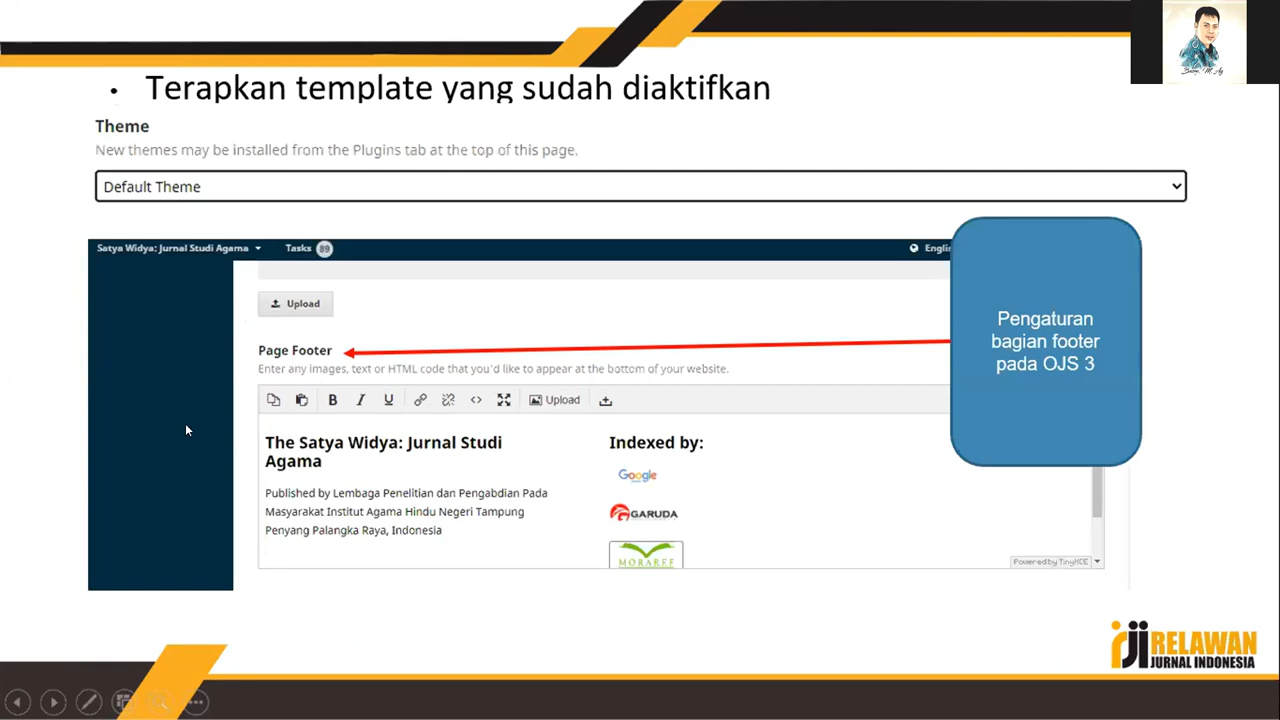 • Terapkan template yang sudah diaktifkan
Theme
New themes may be installed from the Plugins tab at the top of this page.
Default Theme
Satya Widya: Jurnal Studi Agama Tasks 89
Upload
Page Footer
Enter any images, text or HTML code that you'd like to appear at the bottom of your website.
B I U Upload
The Satya Widya: Jurnal Studi
Agama
Published by Lembaga Penelitian dan Pengabdian Pada
Masyarakat Institut Agama Hindu Negeri Tampung
Penyang Palangka Raya, Indonesia
Indexed by:
Google
GARUDA
MORAREF
Powered by TinyMCE
Pengaturan
bagian footer
pada OJS 3
rji RELAWAN
JURNAL INDONESIA